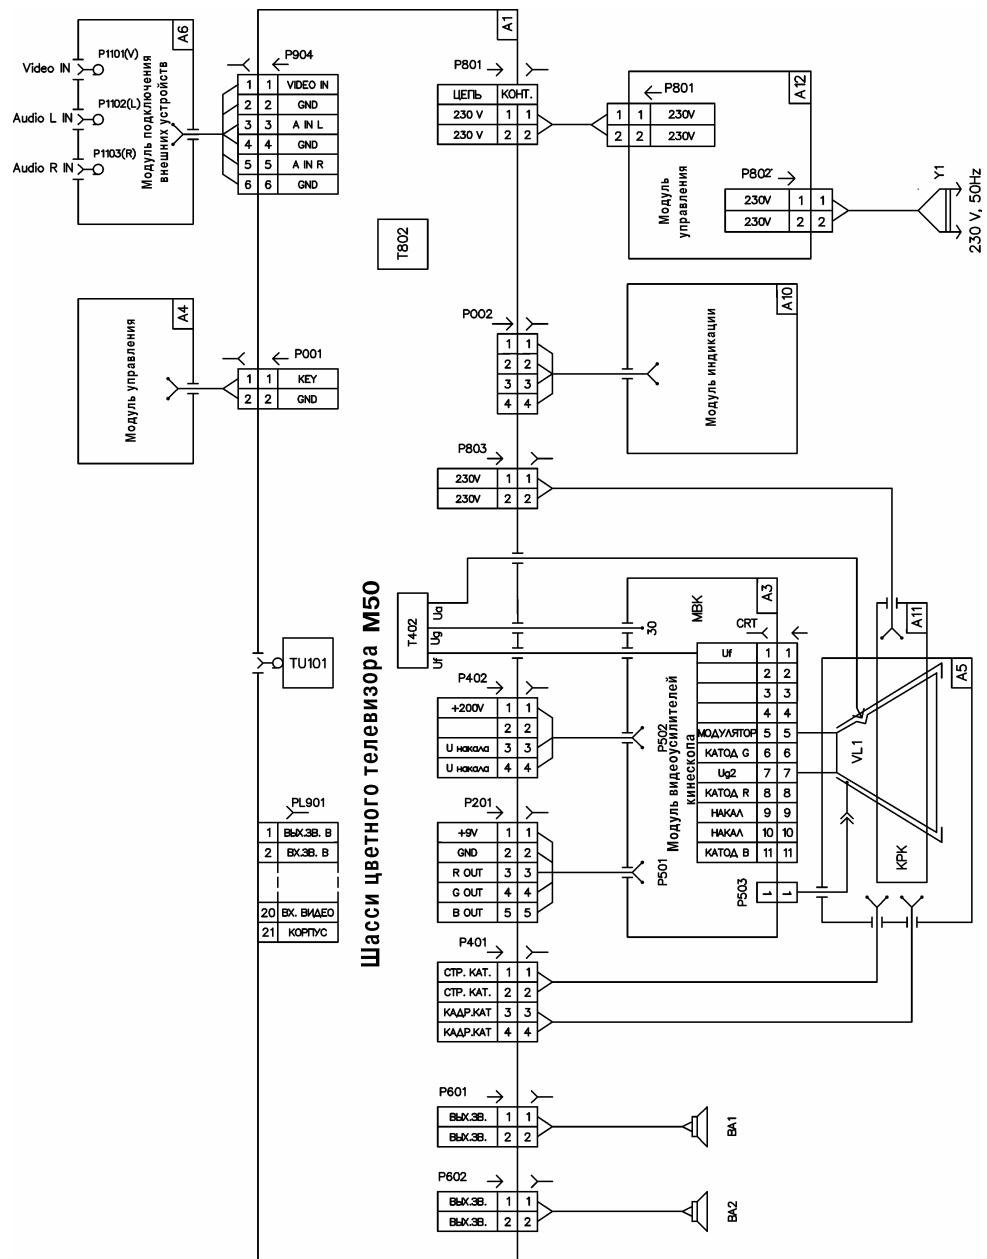 A6
P1101(V)
Video IN
P1102(L)
Audio L IN
P1103(R)
Audio R IN
Модуль подключения
внешних устройств
P904
1 1 VIDEO IN
2 2 GND
3 3 A IN L
4 4 GND
5 5 A IN R
6 6 GND
A1
P801
ЦЕПЬ КОНТ.
230 V 1 1
230 V 2 2
A12
P801
1 1 230V
2 2 230V
Модуль
управления
P802
230V 1 1
230V 2 2
Y1
230 V, 50Hz
T802
A4
Модуль управления
P001
1 1 KEY
2 2 GND
P002
1 1
2 2
3 3
4 4
A10
Модуль индикации
P803
230V 1 1
230V 2 2
Шасси цветного телевизора М50
TU101
T402
Ua
Ug
Uf
30
МВК
A3
CRT
Uf 1 1
2 2
3 3
4 4
МОДУЛЯТОР 5 5
КАТОД G 6 6
Ug2 7 7
КАТОД R 8 8
НАКАЛ 9 9
НАКАЛ 10 10
КАТОД B 11 11
Модуль видеоусилителей
кинескопа
P502
P501
P503
1 1
A11
A5
VL1
КРК
P402
+200V 1 1
2 2
U накала 3 3
U накала 4 4
P201
+9V 1 1
GND 2 2
R OUT 3 3
G OUT 4 4
B OUT 5 5
PL901
1 ВЫХ.ЗВ. В
2 ВХ.ЗВ. В
20 ВХ. ВИДЕО
21 КОРПУС
P401
СТР. КАТ. 1 1
СТР. КАТ. 2 2
КАДР.КАТ 3 3
КАДР.КАТ 4 4
P601
ВЫХ.ЗВ. 1 1
ВЫХ.ЗВ. 2 2
BA1
P602
ВЫХ.ЗВ. 1 1
ВЫХ.ЗВ. 2 2
BA2